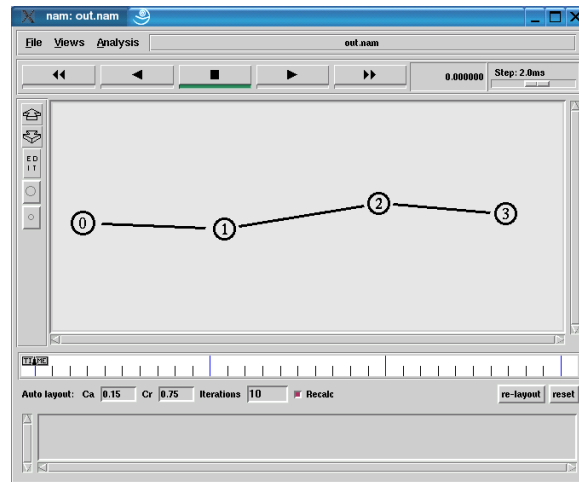 nam: out.nam
File Views Analysis out.nam
0.000000 Step: 2.0ms
E D
I T
0 1 2 3
TIME
Auto layout: Ca 0.15 Cr 0.75 Iterations 10 Recalc re-layout reset